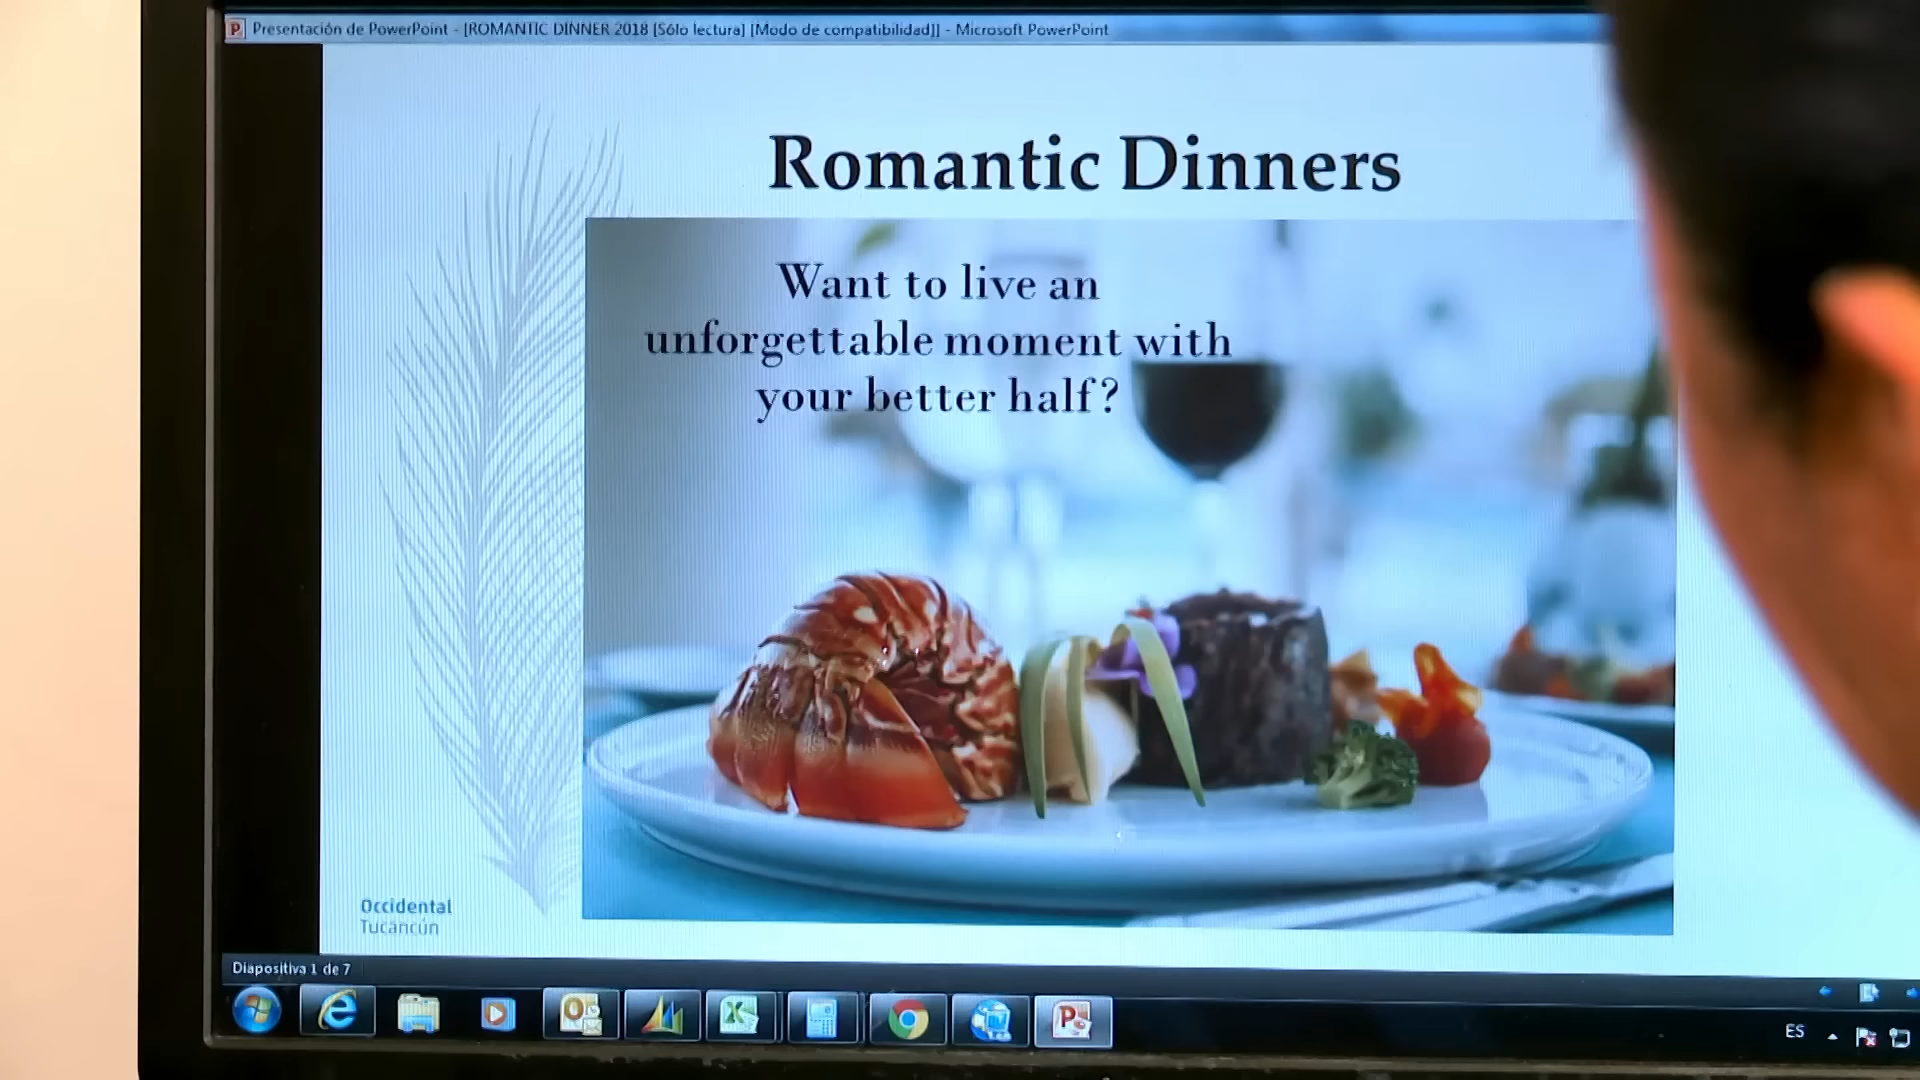 Presentación de PowerPoint - [ROMANTIC DINNER 2018 [Sólo lectura] [Modo de compatibilidad]] - Microsoft PowerPoint
Romantic Dinners
Want to live an
unforgettable moment with
your better half?
Occidental
Tucancún
Diapositiva 1 de 7
ES